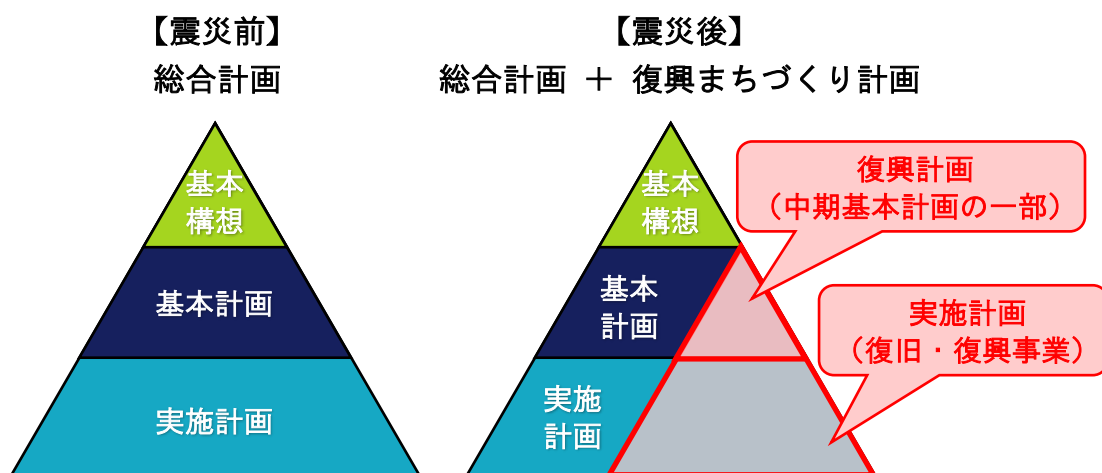 【震災前】
総合計画
基本
構想
基本計画
実施計画
【震災後】
総合計画 ＋ 復興まちづくり計画
基本
構想
基本
計画
実施
計画
復興計画
（中期基本計画の一部）
実施計画
（復旧・復興事業）